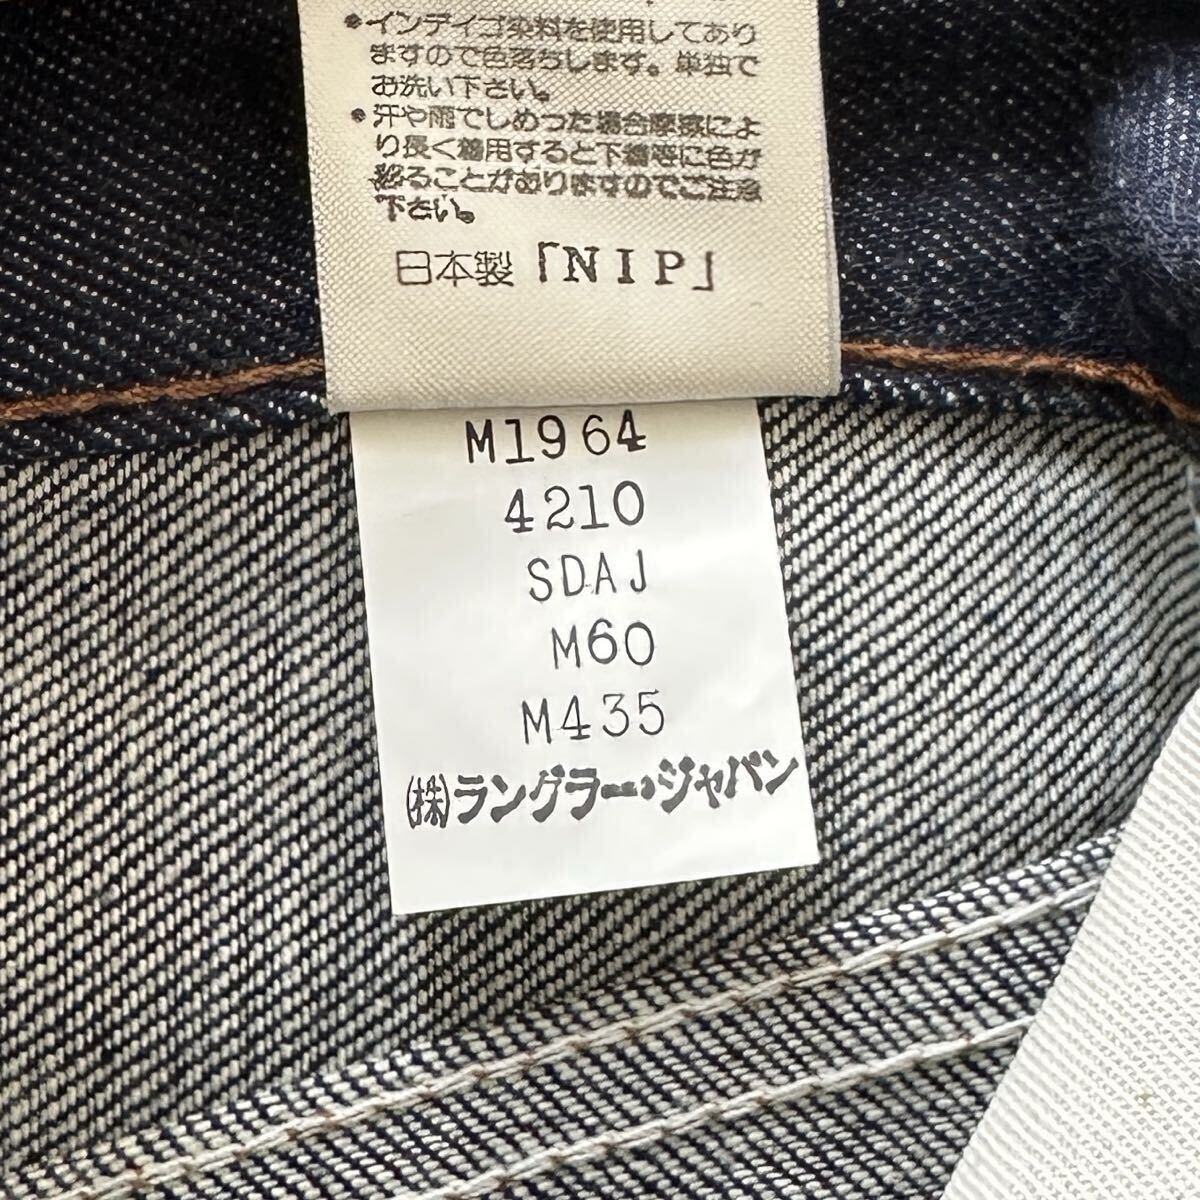 ・インディゴ染料を使用してあり
ますので色落ちします。単独で
お洗い下さい。
・汗や雨でしめった場合摩擦によ
り長く着用すると下着等に色が
移ることがありますのでご注意
下さい。
日本製「NIP」
M1964
4210
SDAJ
M60
M435
㈱ラングラー・ジャパン